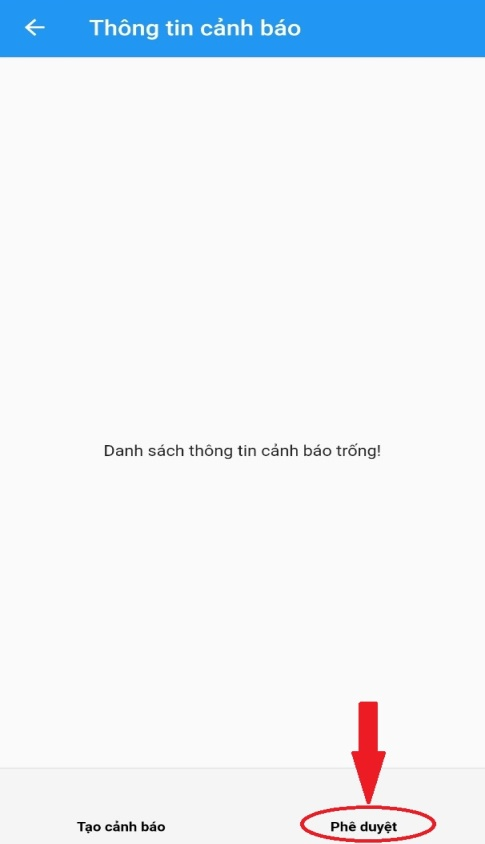 Thông tin cảnh báo
Danh sách thông tin cảnh báo trống!
Tạo cảnh báo
Phê duyệt